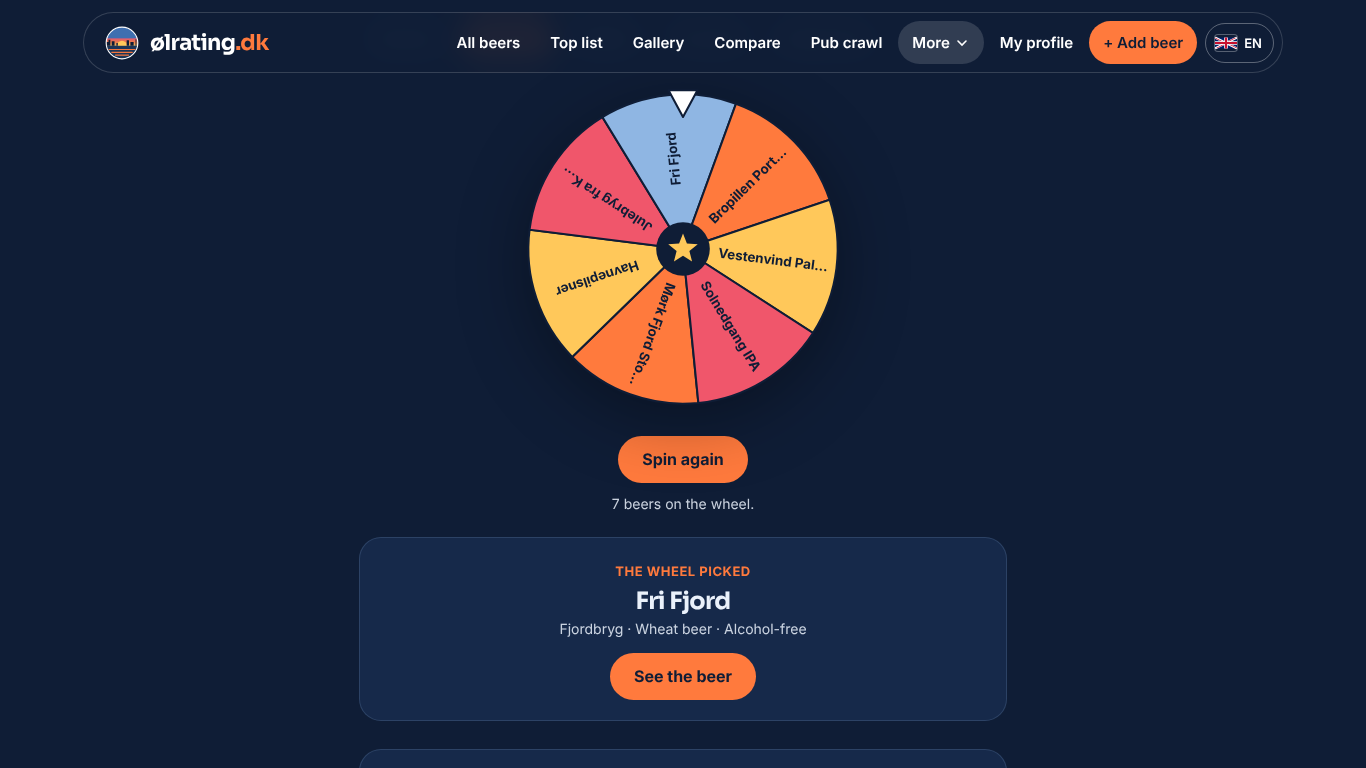 ølrating.dk
All beers
Top list
Gallery
Compare
Pub crawl
More
My profile
+ Add beer
EN
Fri Fjord
Bropillen Port…
Vestenvind Pal…
Solnedgang IPA
Mørk Fjord Sto…
Havnepilsner
Julebryg fra K…
Spin again
7 beers on the wheel.
THE WHEEL PICKED
Fri Fjord
Fjordbryg · Wheat beer · Alcohol-free
See the beer